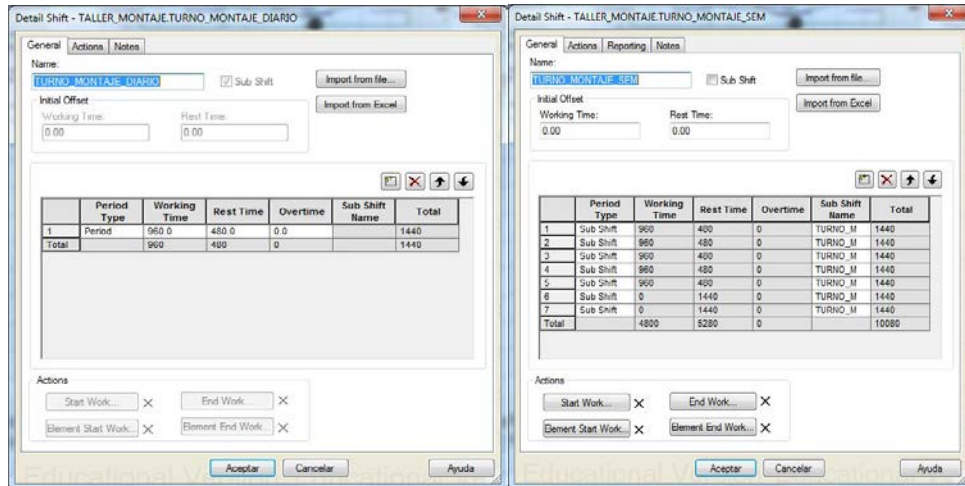 Detail Shift - TALLER_MONTAJE.TURNO_MONTAJE_DIARIO
General Actions Notes
Name:
TURNO_MONTAJE_DIARIO
Sub Shift
Import from file...
Import from Excel
Initial Offset
Working Time: Rest Time:
0.00 0.00
Period Type Working Time Rest Time Overtime Sub Shift Name Total
1 Period 960.0 480.0 0.0 1440
Total 960 480 0 1440
Actions
Start Work... End Work...
Element Start Work... Element End Work...
Aceptar Cancelar Ayuda
Educational Version
Detail Shift - TALLER_MONTAJE.TURNO_MONTAJE_SEM
General Actions Reporting Notes
Name:
TURNO_MONTAJE_SEM
Sub Shift
Import from file...
Import from Excel
Initial Offset
Working Time: Rest Time:
0.00 0.00
Period Type Working Time Rest Time Overtime Sub Shift Name Total
1 Sub Shift 960 480 0 TURNO_M 1440
2 Sub Shift 960 480 0 TURNO_M 1440
3 Sub Shift 960 480 0 TURNO_M 1440
4 Sub Shift 960 480 0 TURNO_M 1440
5 Sub Shift 960 480 0 TURNO_M 1440
6 Sub Shift 0 1440 0 TURNO_M 1440
7 Sub Shift 0 1440 0 TURNO_M 1440
Total 4800 5280 0 10080
Actions
Start Work... End Work...
Element Start Work... Element End Work...
Aceptar Cancelar Ayuda
Educational